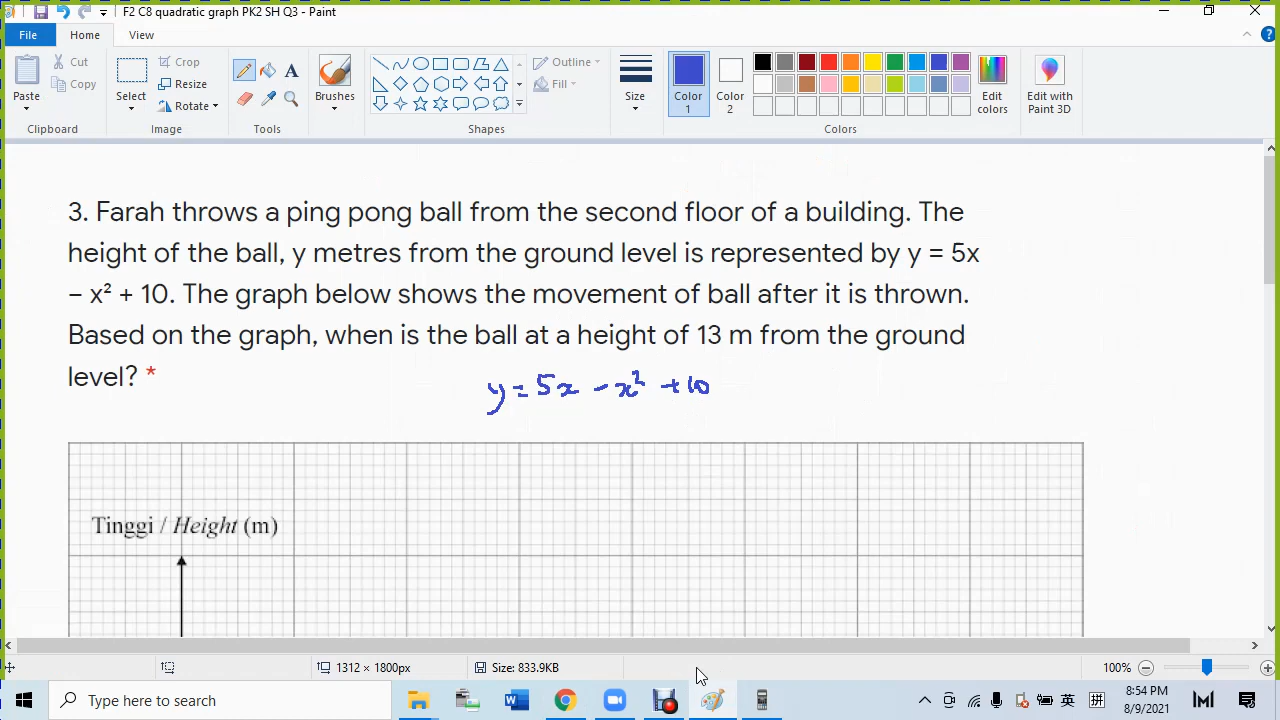 F2 C8 quadratic graph PK2 SH Q3 - Paint
File Home View
Paste Cut Copy Clipboard
Select Crop Resize Rotate Image
A Tools
Brushes
Outline Fill Shapes
Size
Color 1
Color 2
Edit colors
Colors
Edit with Paint 3D
3. Farah throws a ping pong ball from the second floor of a building. The
height of the ball, y metres from the ground level is represented by y = 5x
− x² + 10. The graph below shows the movement of ball after it is thrown.
Based on the graph, when is the ball at a height of 13 m from the ground
level? *
y = 5x - x² + 10
Tinggi / Height (m)
1312 × 1800px Size: 833.9KB 100%
Type here to search
英 拼 8:54 PM
8/9/2021